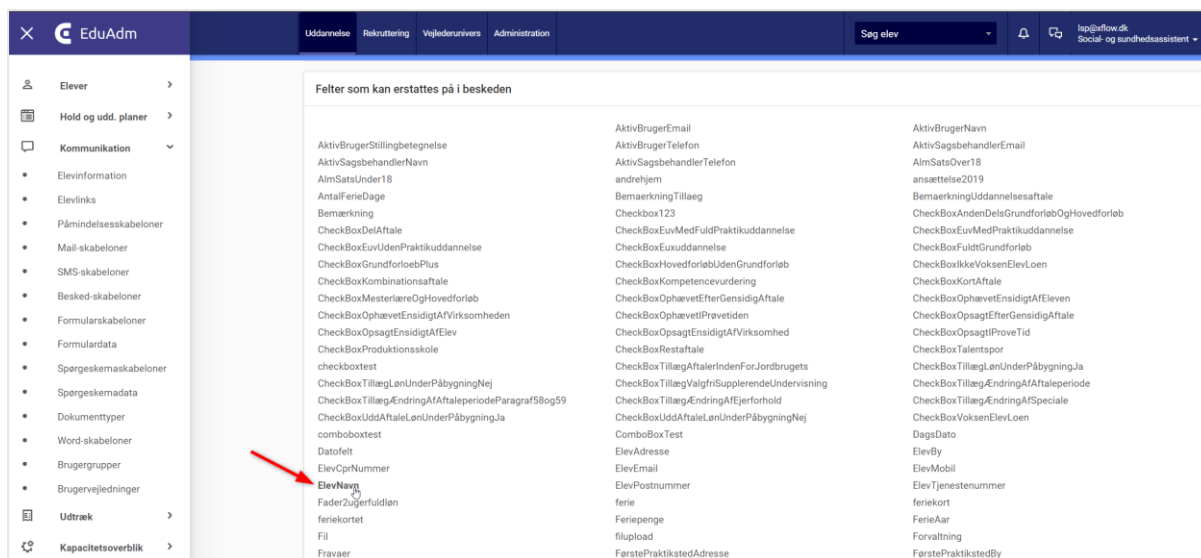 EduAdm
Uddannelse Rekruttering Vejlederunivers Administration
Søg elev
lsp@xflow.dk
Social- og sundhedsassistent
Elever
Hold og udd. planer
Kommunikation
Elevinformation
Elevlinks
Påmindelsesskabeloner
Mail-skabeloner
SMS-skabeloner
Besked-skabeloner
Formularskabeloner
Formulardata
Spørgeskemaskabeloner
Spørgeskemadata
Dokumenttyper
Word-skabeloner
Brugergrupper
Brugervejledninger
Udtræk
Kapacitetsoverblik
Felter som kan erstattes på i beskeden
AktivBrugerEmail AktivBrugerNavn
AktivBrugerStillingbetegnelse AktivBrugerTelefon AktivSagsbehandlerEmail
AktivSagsbehandlerNavn AktivSagsbehandlerTelefon AlmSatsOver18
AlmSatsUnder18 andrehjem ansættelse2019
AntalFerieDage BemaerkningTillaeg BemaerkningUddannelsesaftale
Bemærkning Checkbox123 CheckBoxAndenDelsGrundforløbOgHovedforløb
CheckBoxDelAftale CheckBoxEuvMedFuldPraktikuddannelse CheckBoxEuvMedPraktikuddannelse
CheckBoxEuvUdenPraktikuddannelse CheckBoxEuxuddannelse CheckBoxFuldtGrundforløb
CheckBoxGrundforloebPlus CheckBoxHovedforløbUdenGrundforløb CheckBoxIkkeVoksenElevLoen
CheckBoxKombinationsaftale CheckBoxKompetencevurdering CheckBoxKortAftale
CheckBoxMesterlæreOgHovedforløb CheckBoxOphævetEfterGensidigAftale CheckBoxOphævetEnsidigtAfEleven
CheckBoxOphævetEnsidigtAfVirksomheden CheckBoxOphævetIPrøvetiden CheckBoxOpsagtEfterGensidigAftale
CheckBoxOpsagtEnsidigtAfElev CheckBoxOpsagtEnsidigtAfVirksomhed CheckBoxOpsagtIProveTid
CheckBoxProduktionsskole CheckBoxRestaftale CheckBoxTalentspor
checkboxtest CheckBoxTillægAftalerIndenForJordbrugets CheckBoxTillægLønUnderPåbygningJa
CheckBoxTillægLønUnderPåbygningNej CheckBoxTillægValgfriSupplerendeUndervisning CheckBoxTillægÆndringAfAftaleperiode
CheckBoxTillægÆndringAfAftaleperiodeParagraf58og59 CheckBoxTillægÆndringAfEjerforhold CheckBoxTillægÆndringAfSpeciale
CheckBoxUddAftaleLønUnderPåbygningJa CheckBoxUddAftaleLønUnderPåbygningNej CheckBoxVoksenElevLoen
comboboxtest ComboBoxTest DagsDato
Datofelt ElevAdresse ElevBy
ElevCprNummer ElevEmail ElevMobil
ElevNavn ElevPostnummer ElevTjenestenummer
Fader2ugerfuldløn ferie feriekort
feriekortet Feriepenge FerieAar
Fil filupload Forvaltning
Fravaer FørstePraktikstedAdresse FørstePraktikstedBy